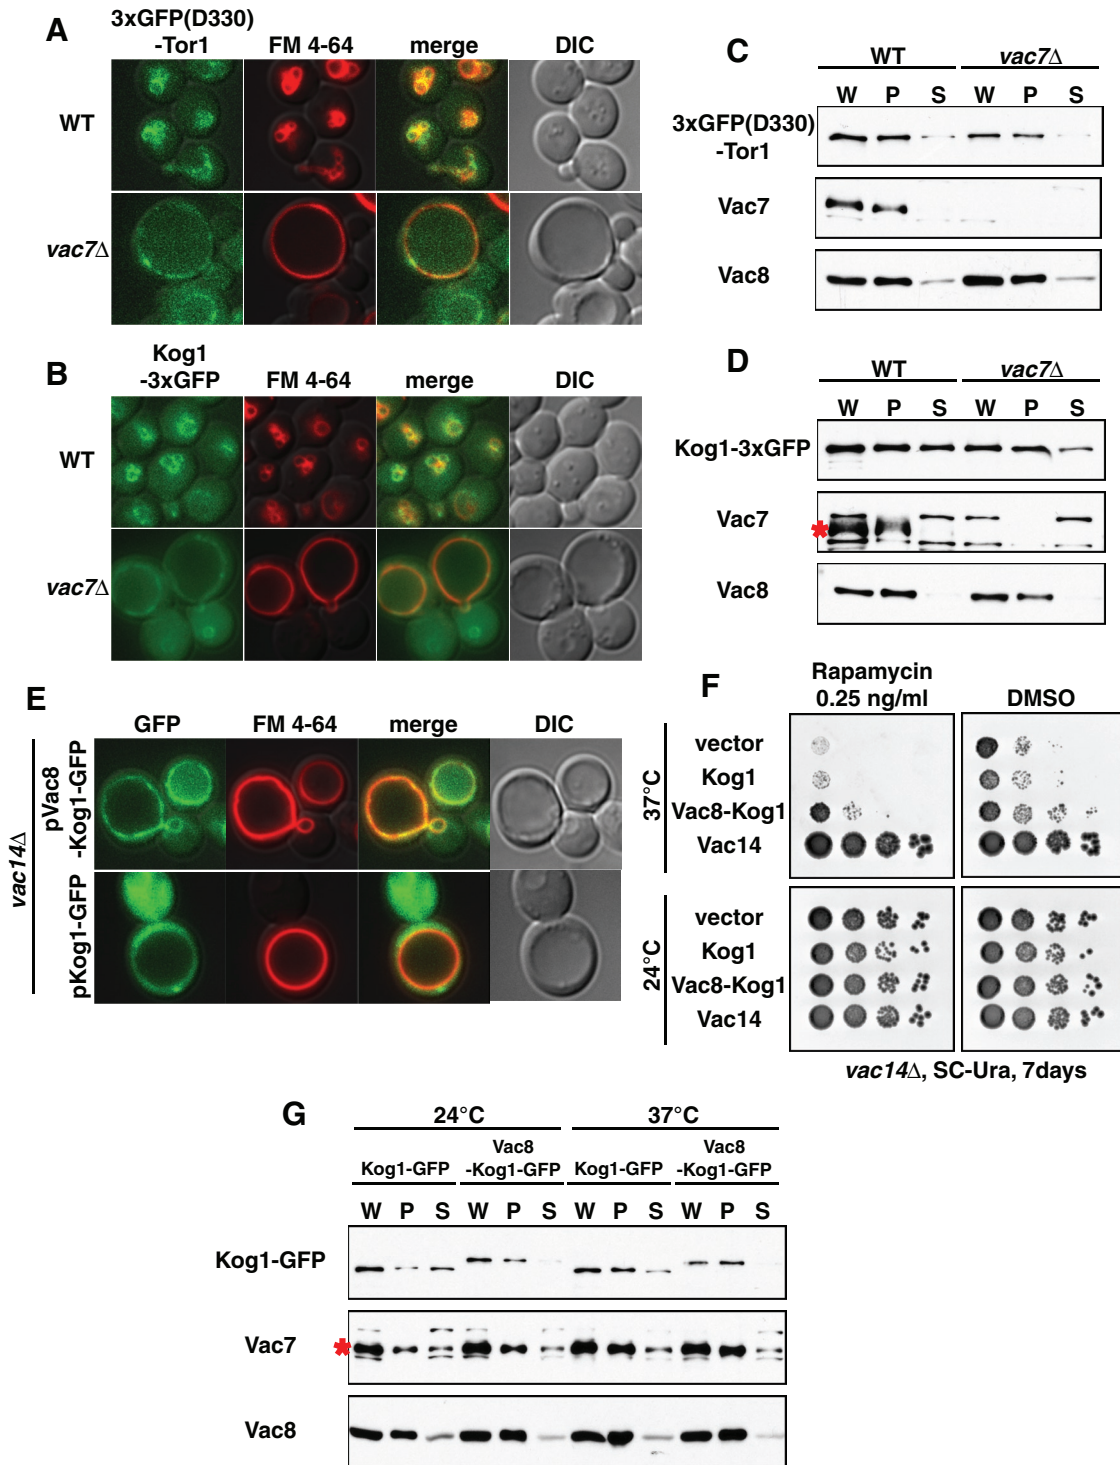 A
3xGFP(D330)
-Tor1 FM 4-64 merge DIC
WT
vac7Δ
B
Kog1
-3xGFP FM 4-64 merge DIC
WT
vac7Δ
C
WT vac7Δ
W P S W P S
3xGFP(D330)
-Tor1
Vac7
Vac8
D
WT vac7Δ
W P S W P S
Kog1-3xGFP
Vac7
*
Vac8
E
GFP FM 4-64 merge DIC
vac14Δ
pVac8
-Kog1-GFP
pKog1-GFP
F
Rapamycin
0.25 ng/ml DMSO
37°C
vector
Kog1
Vac8-Kog1
Vac14
24°C
vector
Kog1
Vac8-Kog1
Vac14
vac14Δ, SC-Ura, 7days
G
24°C 37°C
Kog1-GFP Vac8
-Kog1-GFP Kog1-GFP Vac8
-Kog1-GFP
W P S W P S W P S W P S
Kog1-GFP
Vac7 *
Vac8